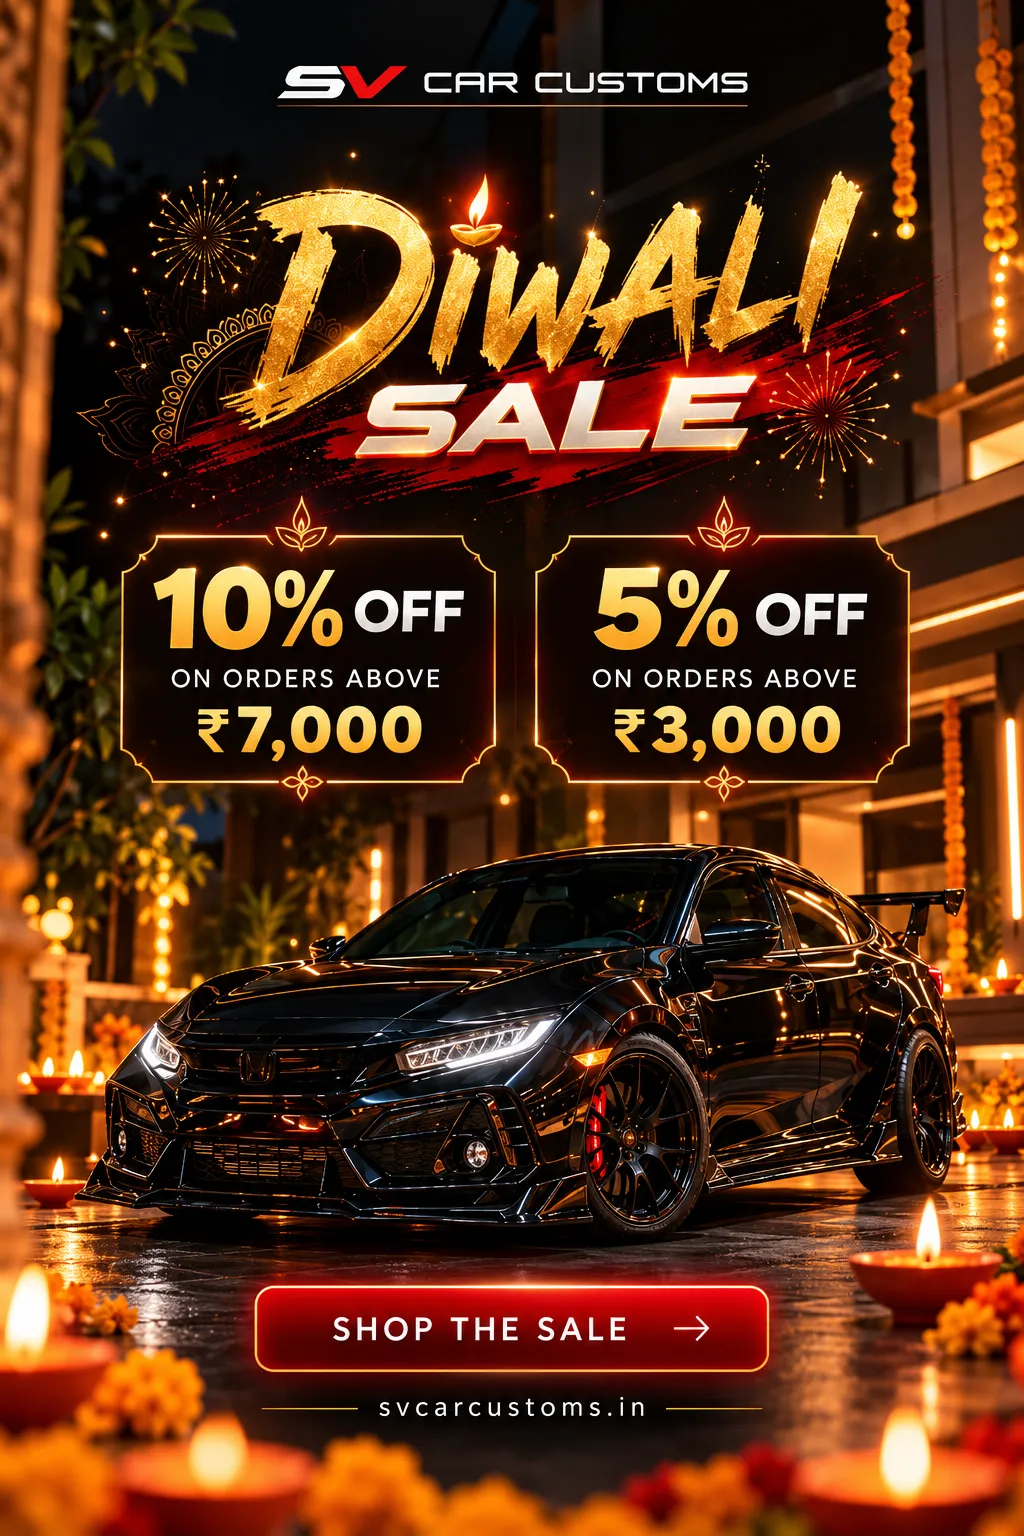 SV CAR CUSTOMS
DIWALI
SALE
10% OFF
ON ORDERS ABOVE
₹7,000
5% OFF
ON ORDERS ABOVE
₹3,000
SHOP THE SALE →
svcarcustoms.in